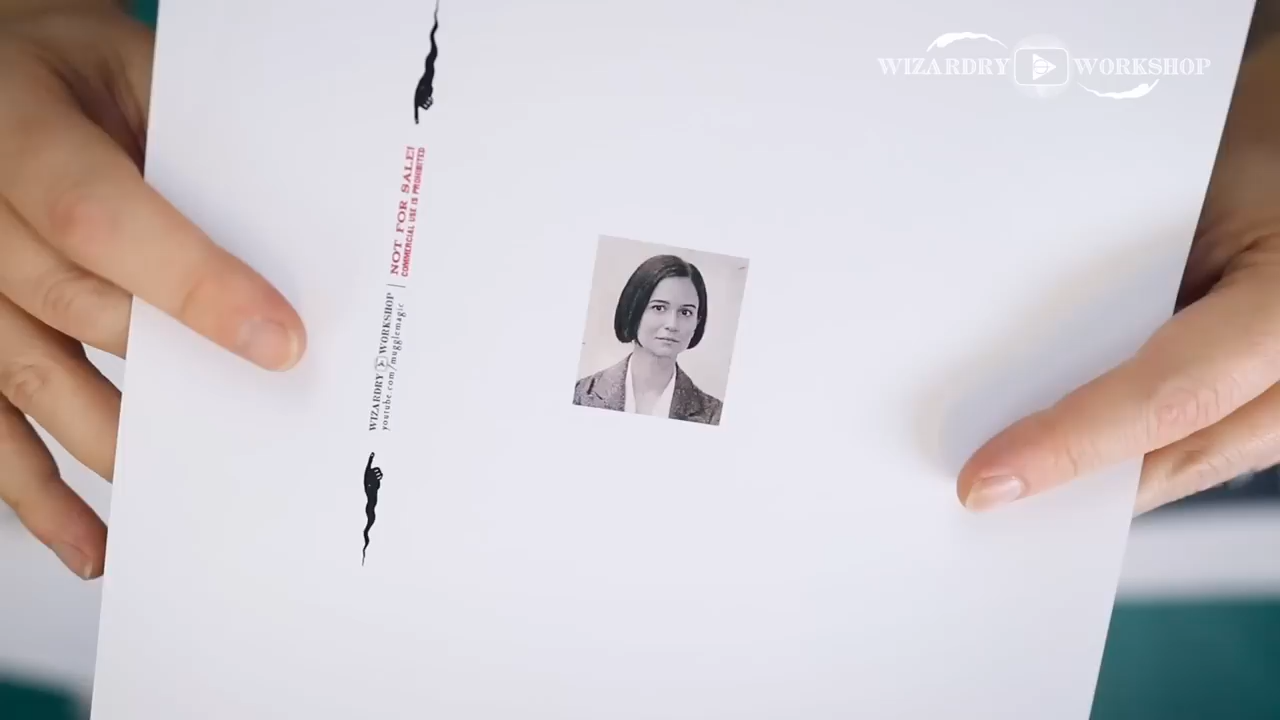 WIZARDRY WORKSHOP
NOT FOR SALE!
COMMERCIAL USE IS PROHIBITED
WIZARDRY WORKSHOP
youtube.com/mugglemagic